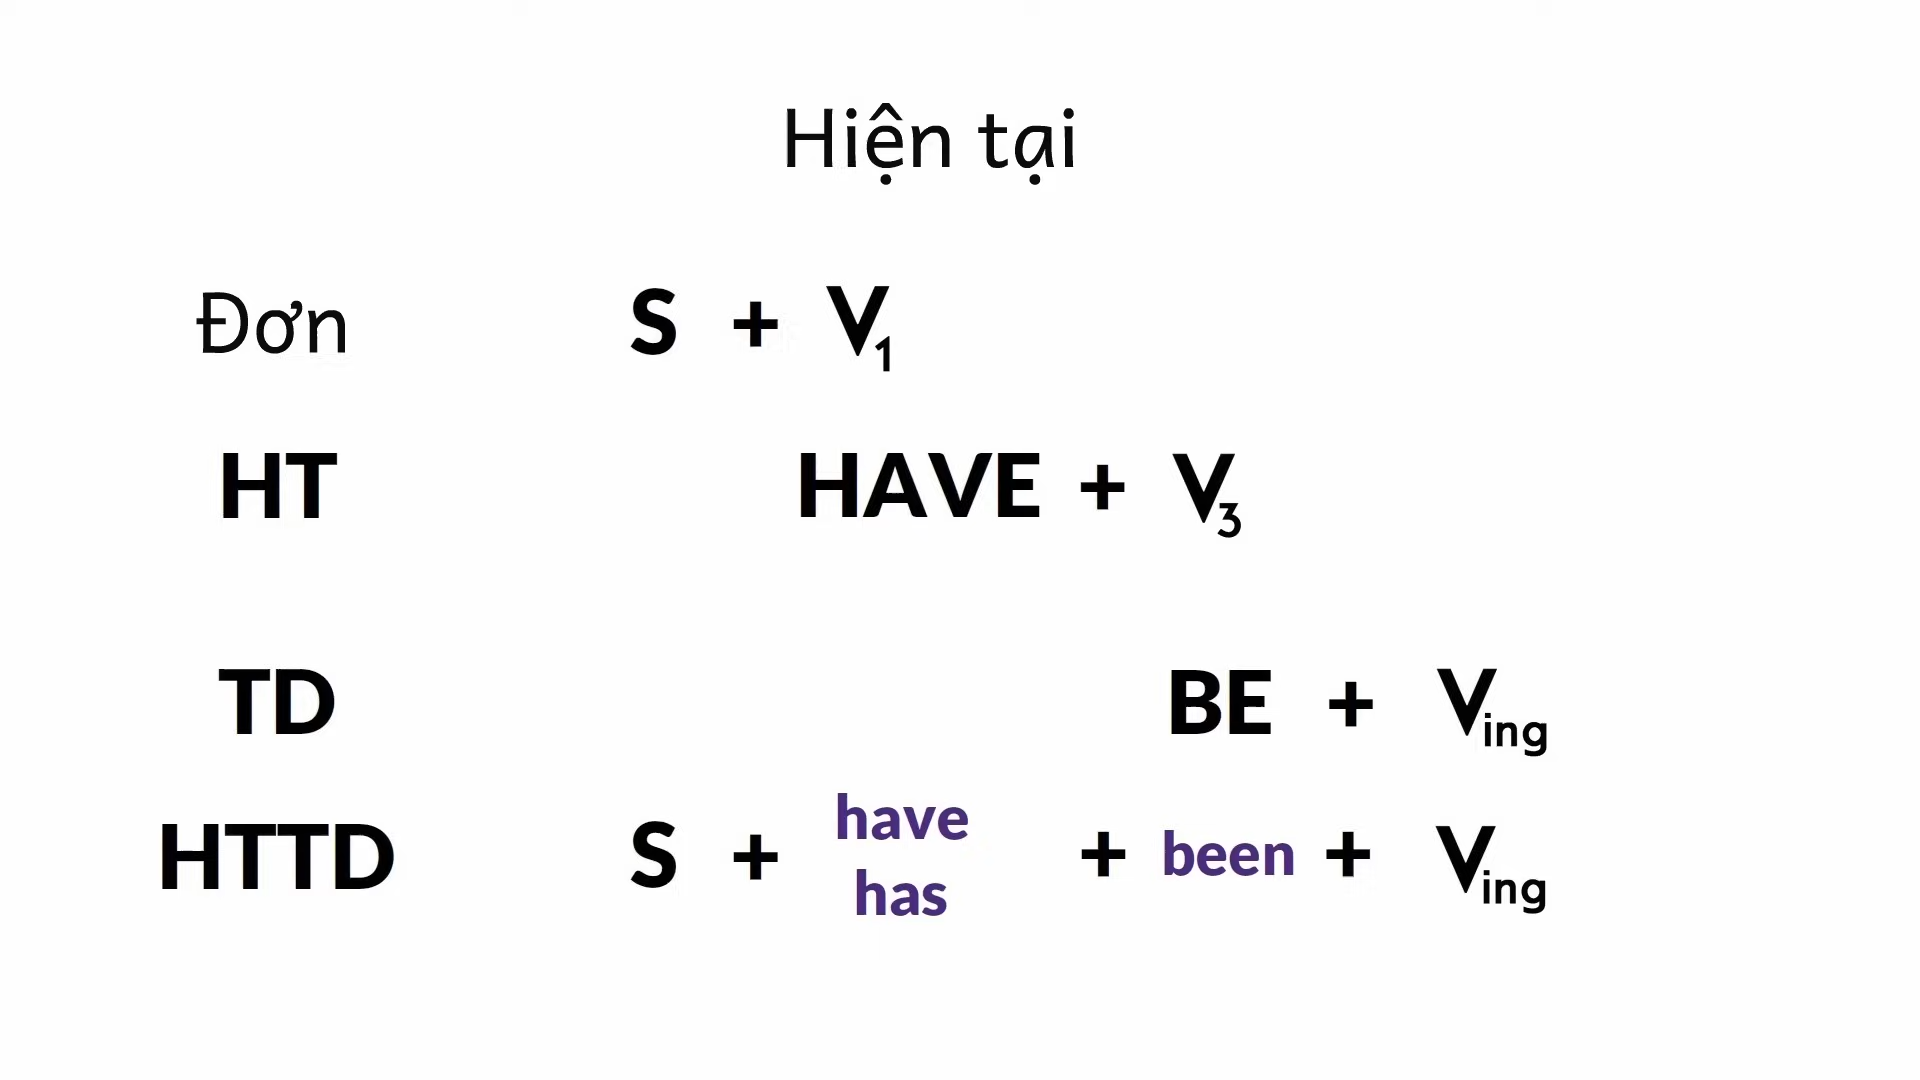 Hiện tại
Đơn S + V₁
HT HAVE + V₃
TD BE + Ving
HTTD S + have has + been + Ving